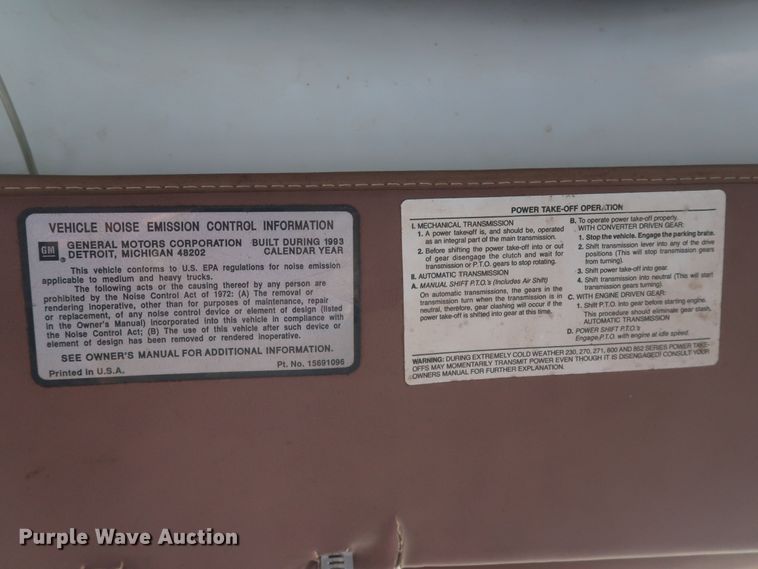 VEHICLE NOISE EMISSION CONTROL INFORMATION
GM
GENERAL MOTORS CORPORATION BUILT DURING 1993
DETROIT, MICHIGAN 48202 CALENDAR YEAR
This vehicle conforms to U.S. EPA regulations for noise emission
applicable to medium and heavy trucks.
The following acts or the causing thereof by any person are
prohibited by the Noise Control Act of 1972: (A) The removal or
rendering inoperative, other than for purposes of maintenance, repair
or replacement, of any noise control device or element of design (listed
in the Owner's Manual) incorporated into this vehicle in compliance with
the Noise Control Act; (B) The use of this vehicle after such device or
element of design has been removed or rendered inoperative.
SEE OWNER'S MANUAL FOR ADDITIONAL INFORMATION.
Printed in U.S.A. Pt. No. 15691096
POWER TAKE-OFF OPERATION
I. MECHANICAL TRANSMISSION
1. A power take-off is, and should be, operated
as an integral part of the main transmission.
2. Before shifting the power take-off into or out
of gear disengage the clutch and wait for
transmission or P.T.O. gears to stop rotating.
II. AUTOMATIC TRANSMISSION
A. MANUAL SHIFT P.T.O.'s (Includes Air Shift)
On automatic transmissions, the gears in the
transmission turn when the transmission is in
neutral, therefore, gear clashing will occur if the
power take-off is shifted into gear at this time.
B. To operate power take-off properly.
WITH CONVERTER DRIVEN GEAR:
1. Stop the vehicle. Engage the parking brake.
2. Shift transmission lever into any of the drive
positions (This will stop transmission gears
from turning).
3. Shift power take-off into gear.
4. Shift transmission into neutral (This will start
transmission gears turning).
C. WITH ENGINE DRIVEN GEAR:
1. Shift P.T.O. into gear before starting engine.
This procedure should eliminate gear clash.
AUTOMATIC TRANSMISSION
D. POWER SHIFT P.T.O.'s
Engage P.T.O. with engine at idle speed.
WARNING: DURING EXTREMELY COLD WEATHER 230, 270, 271, 800 AND 852 SERIES POWER TAKE-
OFFS MAY MOMENTARILY TRANSMIT POWER EVEN THOUGH IT IS DISENGAGED! CONSULT YOUR
OWNERS MANUAL FOR FURTHER EXPLANATION.
Purple Wave Auction